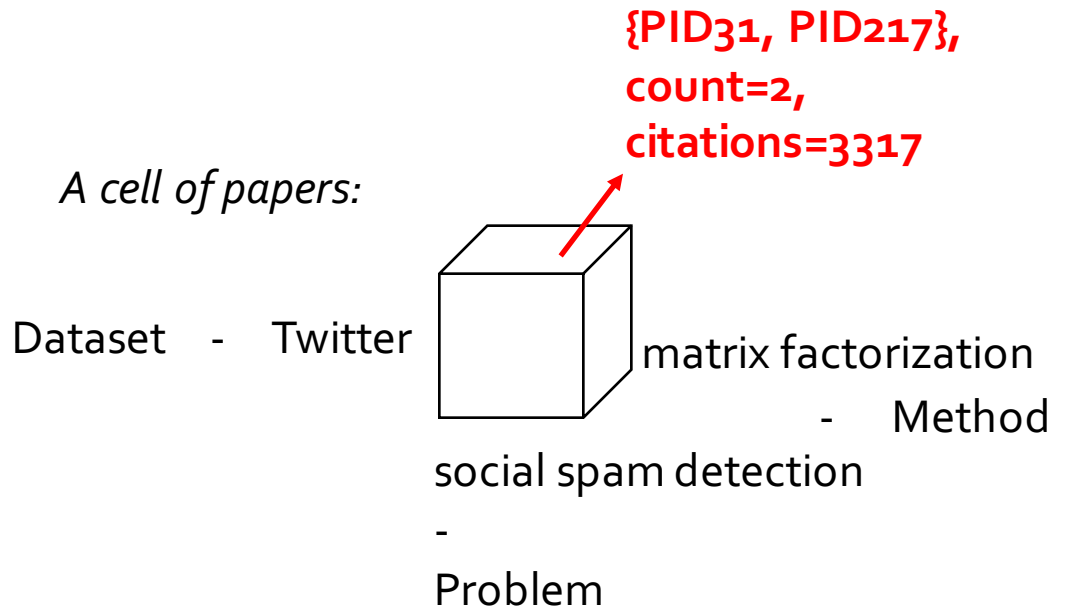 {PID31, PID217},
count=2,
citations=3317
A cell of papers:
Dataset - Twitter
matrix factorization
- Method
social spam detection
-
Problem